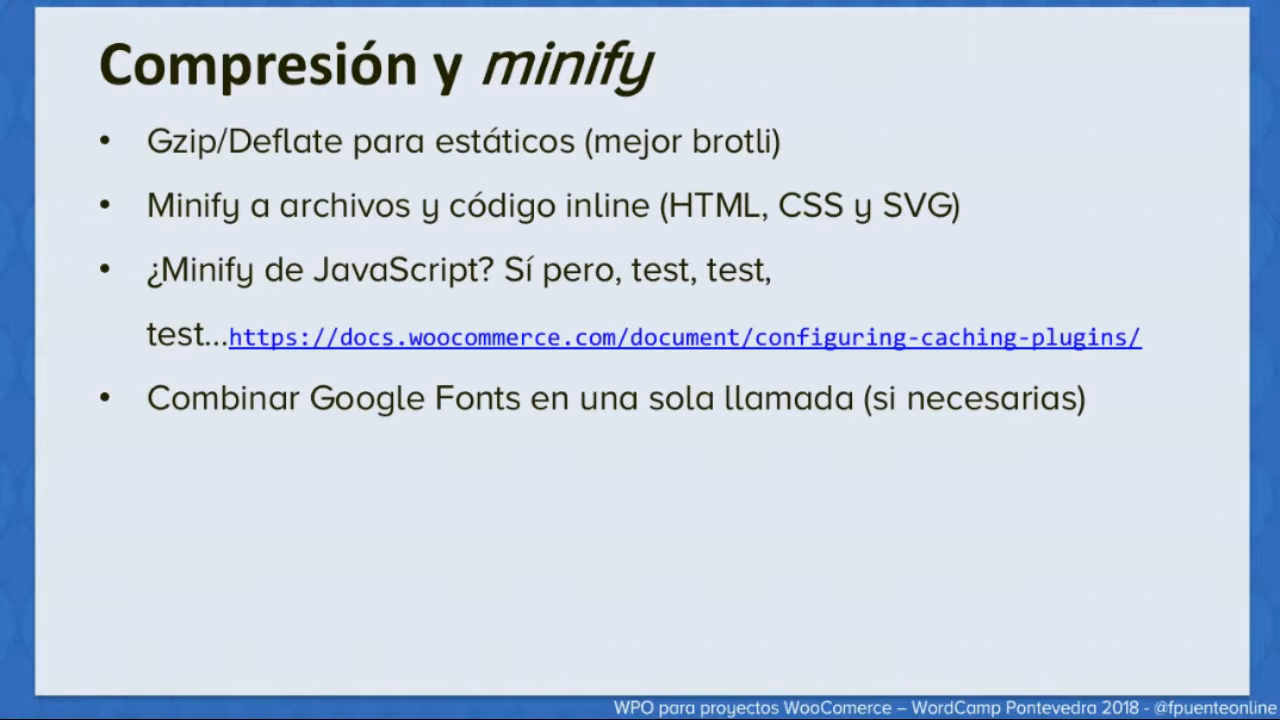 Compresión y minify
• Gzip/Deflate para estáticos (mejor brotli)
• Minify a archivos y código inline (HTML, CSS y SVG)
• ¿Minify de JavaScript? Sí pero, test, test,
test...https://docs.woocommerce.com/document/configuring-caching-plugins/
• Combinar Google Fonts en una sola llamada (si necesarias)
WPO para proyectos WooComerce – WordCamp Pontevedra 2018 - @fpuenteonline